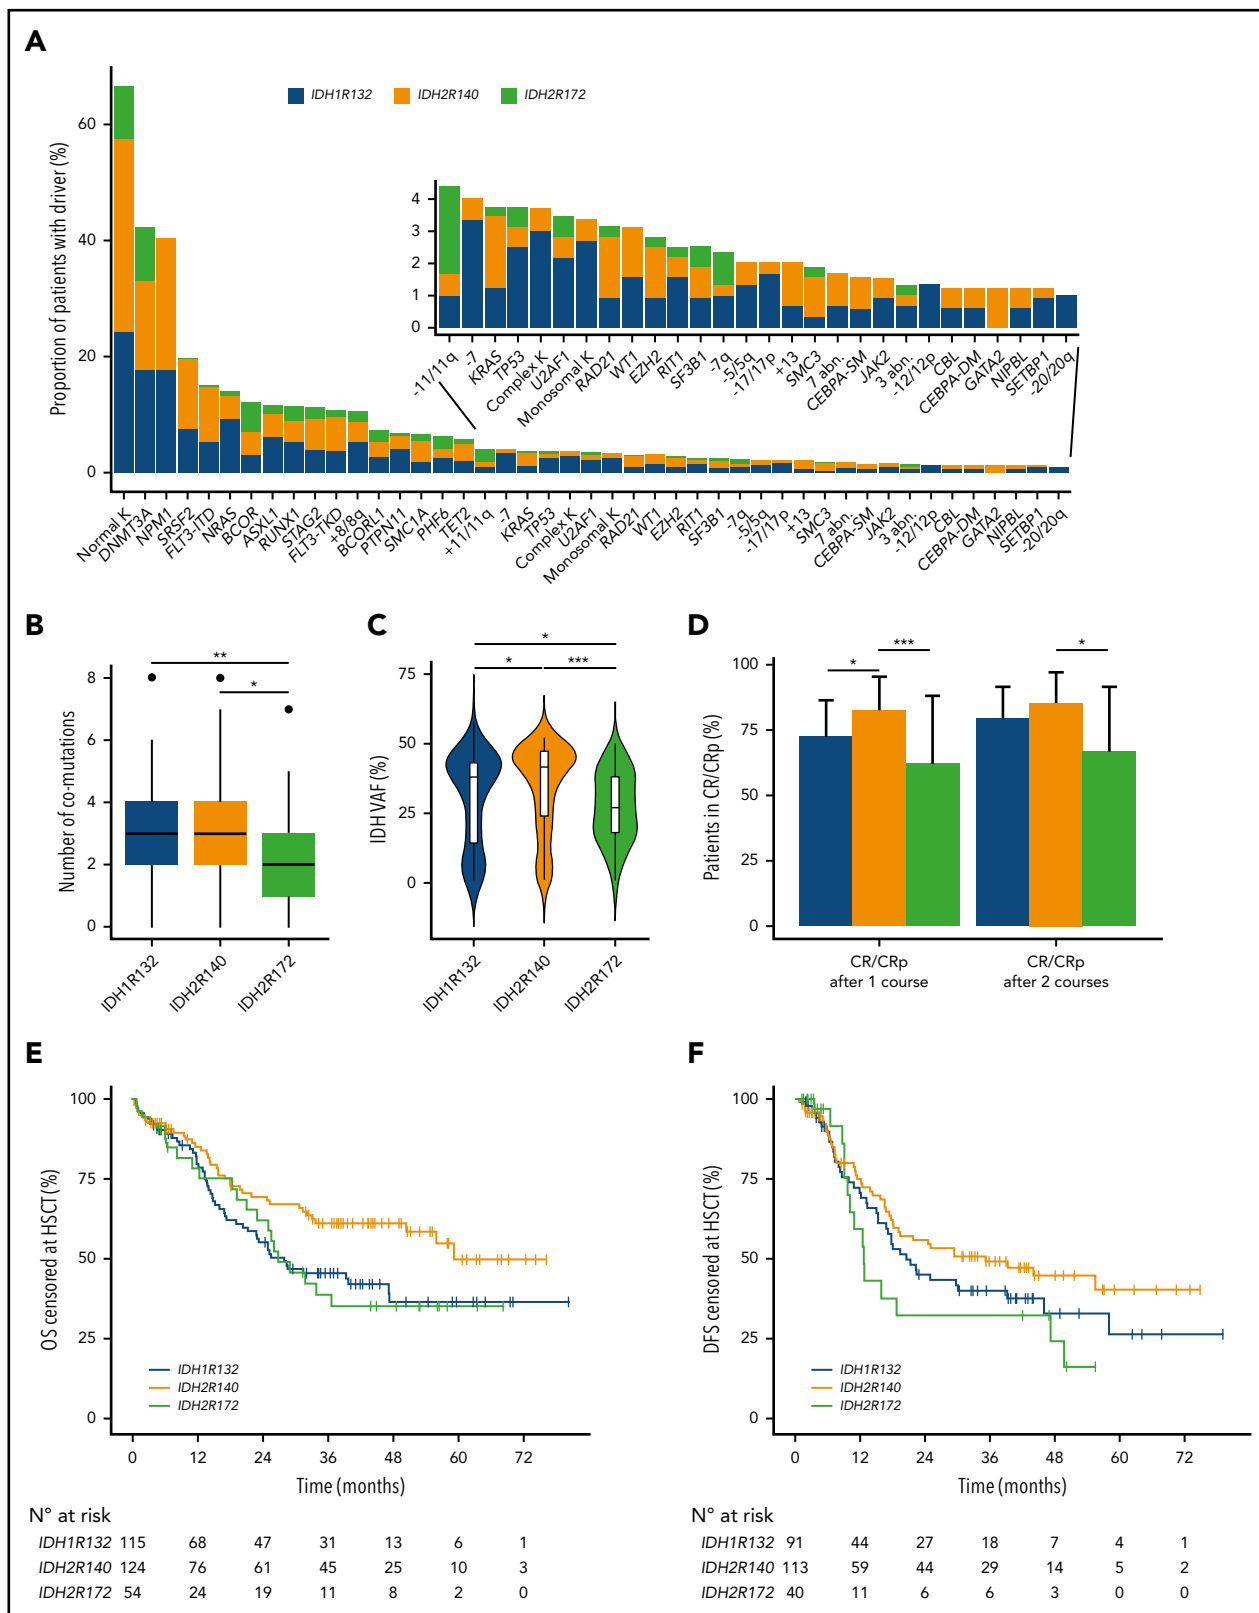 A
IDH1R132 IDH2R140 IDH2R172
Proportion of patients with driver (%)
60
40
20
0
4
3
2
1
0
-11/11q -7 KRAS TP53 Complex K U2AF1 Monosomal K RAD21 WT1 EZH2 RIT1 SF3B1 -7q -5/5q -17/17p +13 SMC3 7 abn. CEBPA-SM JAK2 3 abn. -12/12p CBL CEBPA-DM GATA2 NIPBL SETBP1 -20/20q
Normal K DNMT3A NPM1 SRSF2 FLT3-ITD NRAS BCOR ASXL1 RUNX1 STAG2 FLT3-TKD +8/8q BCORL1 PTPN11 SMC1A PHF6 TET2 +11/11q -7 KRAS TP53 Complex K U2AF1 Monosomal K RAD21 WT1 EZH2 RIT1 SF3B1 -7q -5/5q -17/17p +13 SMC3 7 abn. CEBPA-SM JAK2 3 abn. -12/12p CBL CEBPA-DM GATA2 NIPBL SETBP1 -20/20q
B
Number of co-mutations
8
6
4
2
0
**
*
IDH1R132 IDH2R140 IDH2R172
C
IDH VAF (%)
75
50
25
0
*
* ***
IDH1R132 IDH2R140 IDH2R172
D
Patients in CR/CRp (%)
100
75
50
25
0
* *** *
CR/CRp CR/CRp
after 1 course after 2 courses
E
OS censored at HSCT (%)
100
75
50
25
0
IDH1R132
IDH2R140
IDH2R172
0 12 24 36 48 60 72
Time (months)
N° at risk
IDH1R132 115 68 47 31 13 6 1
IDH2R140 124 76 61 45 25 10 3
IDH2R172 54 24 19 11 8 2 0
F
DFS censored at HSCT (%)
100
75
50
25
0
IDH1R132
IDH2R140
IDH2R172
0 12 24 36 48 60 72
Time (months)
N° at risk
IDH1R132 91 44 27 18 7 4 1
IDH2R140 113 59 44 29 14 5 2
IDH2R172 40 11 6 6 3 0 0